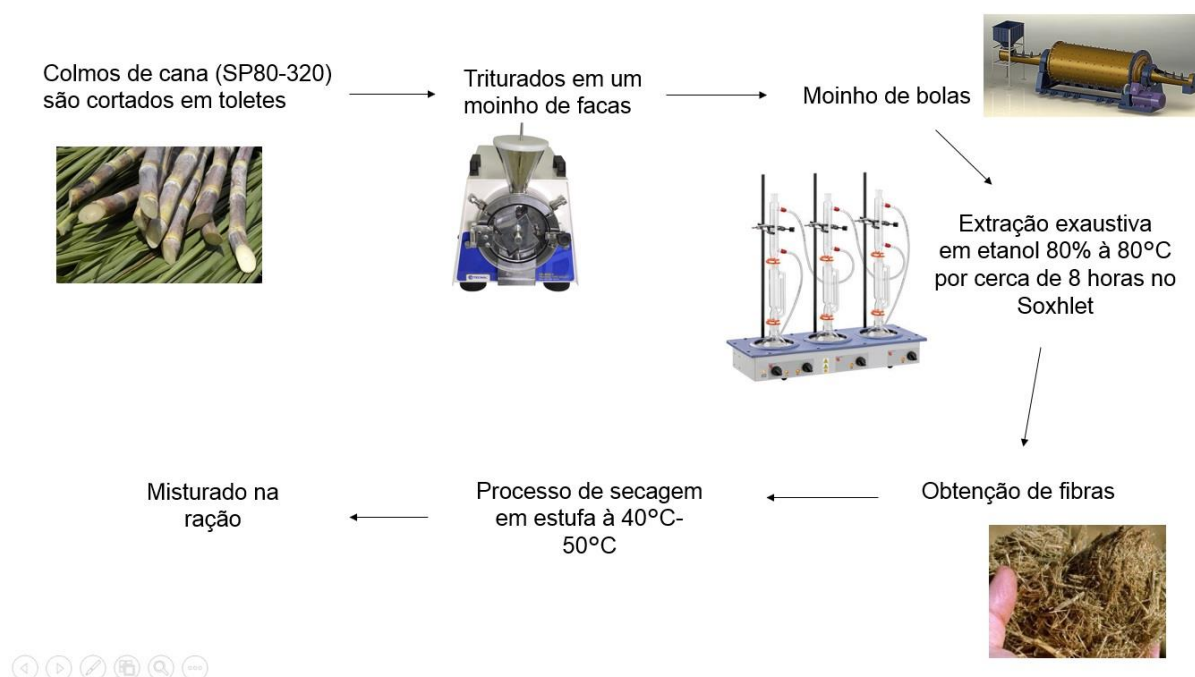 Colmos de cana (SP80-320)
são cortados em toletes
Triturados em um
moinho de facas
Moinho de bolas
Extração exaustiva
em etanol 80% à 80°C
por cerca de 8 horas no
Soxhlet
Obtenção de fibras
Processo de secagem
em estufa à 40°C-
50°C
Misturado na
ração